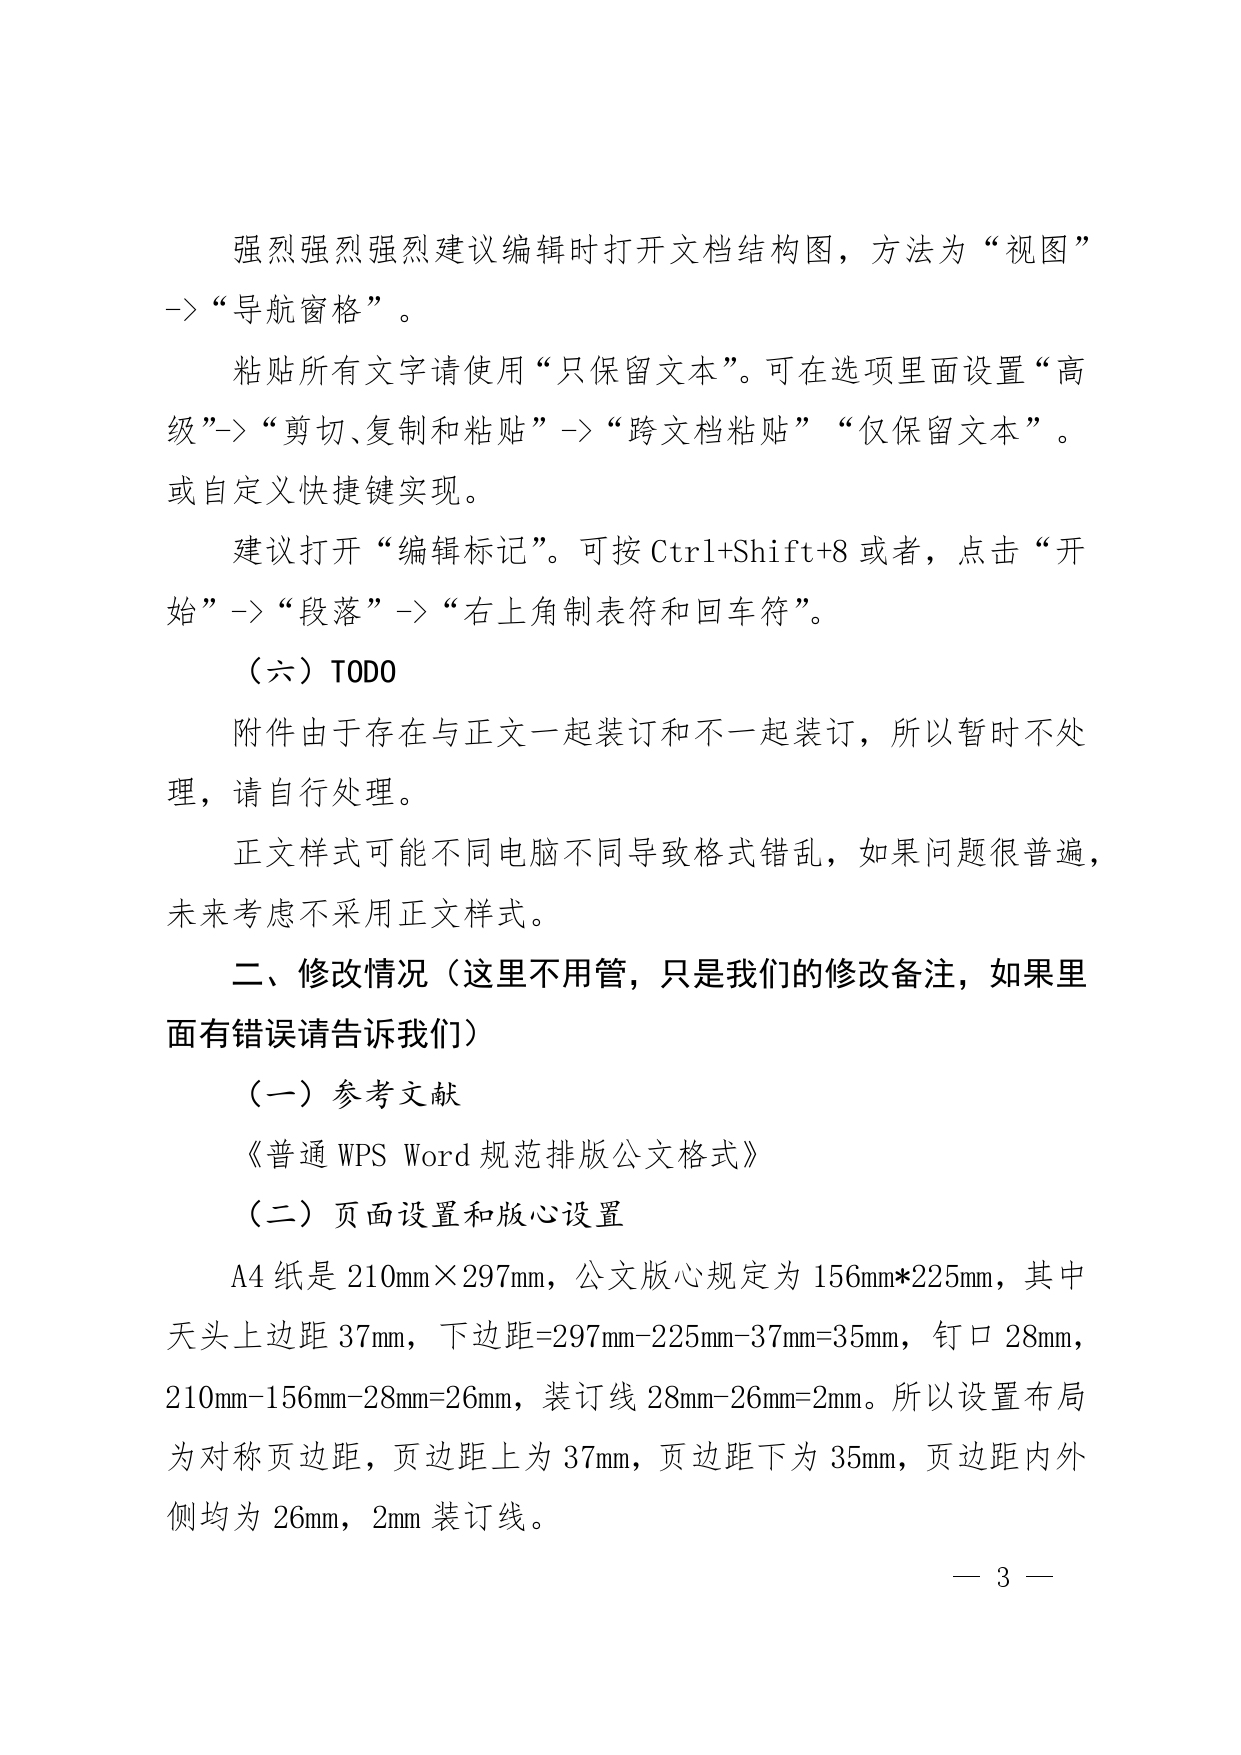 强烈强烈强烈建议编辑时打开文档结构图，方法为“视图”
->“导航窗格”。
粘贴所有文字请使用“只保留文本”。可在选项里面设置“高
级”->“剪切、复制和粘贴”->“跨文档粘贴”“仅保留文本”。
或自定义快捷键实现。
建议打开“编辑标记”。可按 Ctrl+Shift+8 或者，点击“开
始”->“段落”->“右上角制表符和回车符”。
（六）TODO
附件由于存在与正文一起装订和不一起装订，所以暂时不处
理，请自行处理。
正文样式可能不同电脑不同导致格式错乱，如果问题很普遍，
未来考虑不采用正文样式。
二、修改情况（这里不用管，只是我们的修改备注，如果里
面有错误请告诉我们）
（一）参考文献
《普通 WPS Word 规范排版公文格式》
（二）页面设置和版心设置
A4 纸是 210mm×297mm，公文版心规定为 156mm*225mm，其中
天头上边距 37mm，下边距=297mm-225mm-37mm=35mm，钉口 28mm，
210mm-156mm-28mm=26mm，装订线 28mm-26mm=2mm。所以设置布局
为对称页边距，页边距上为 37mm，页边距下为 35mm，页边距内外
侧均为 26mm，2mm 装订线。
— 3 —